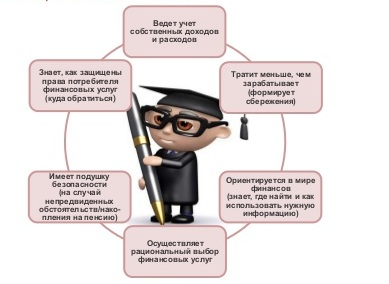 Ведет учет
собственных доходов
и расходов
Знает, как защищены
права потребителя
финансовых услуг
(куда обратиться)
Тратит меньше, чем
зарабатывает
(формирует
сбережения)
Имеет подушку
безопасности
(на случай
непредвиденных
обстоятельств/нако-
пления на пенсию)
Ориентируется в мире
финансов
(знает, где найти и как
использовать нужную
информацию)
Осуществляет
рациональный выбор
финансовых услуг